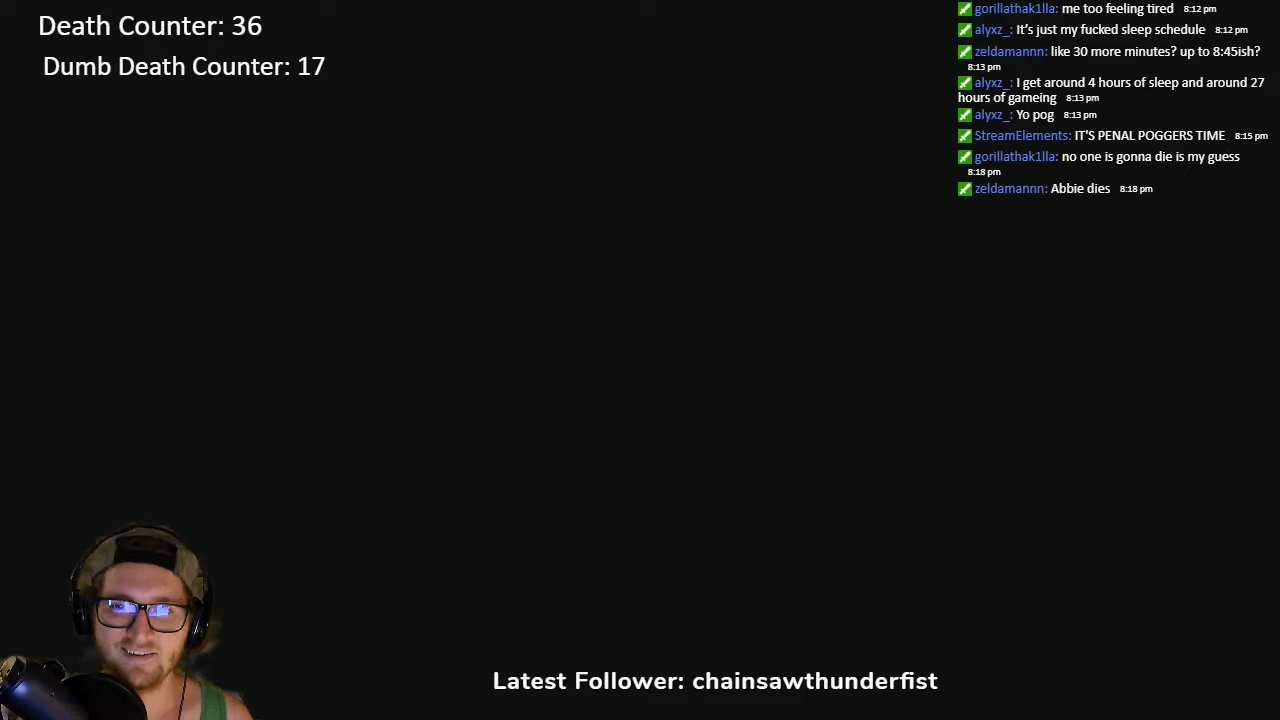 Death Counter: 36
Dumb Death Counter: 17
gorillathak1lla: me too feeling tired 8:12 pm
alyxz_: It's just my fucked sleep schedule 8:12 pm
zeldamannn: like 30 more minutes? up to 8:45ish?
8:13 pm
alyxz_: I get around 4 hours of sleep and around 27
hours of gameing 8:13 pm
alyxz_: Yo pog 8:13 pm
StreamElements: IT'S PENAL POGGERS TIME 8:15 pm
gorillathak1lla: no one is gonna die is my guess
8:18 pm
zeldamannn: Abbie dies 8:18 pm
Latest Follower: chainsawthunderfist